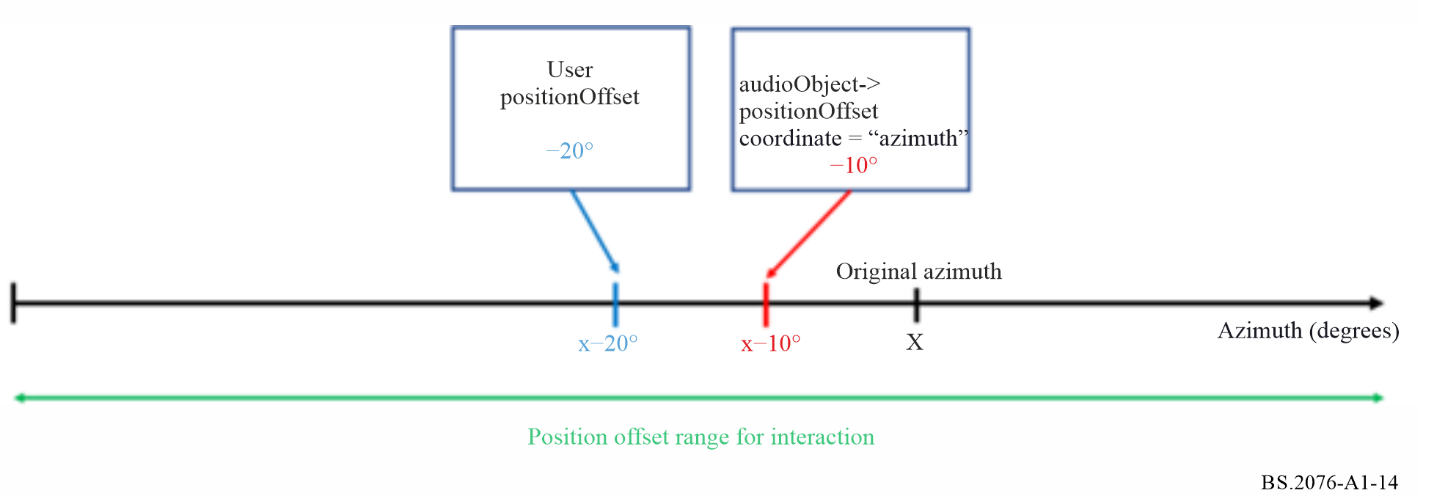 User
positionOffset
−20°
audioObject->
positionOffset
coordinate = “azimuth”
−10°
Original azimuth
x−20°
x−10°
X
Azimuth (degrees)
Position offset range for interaction
BS.2076-A1-14